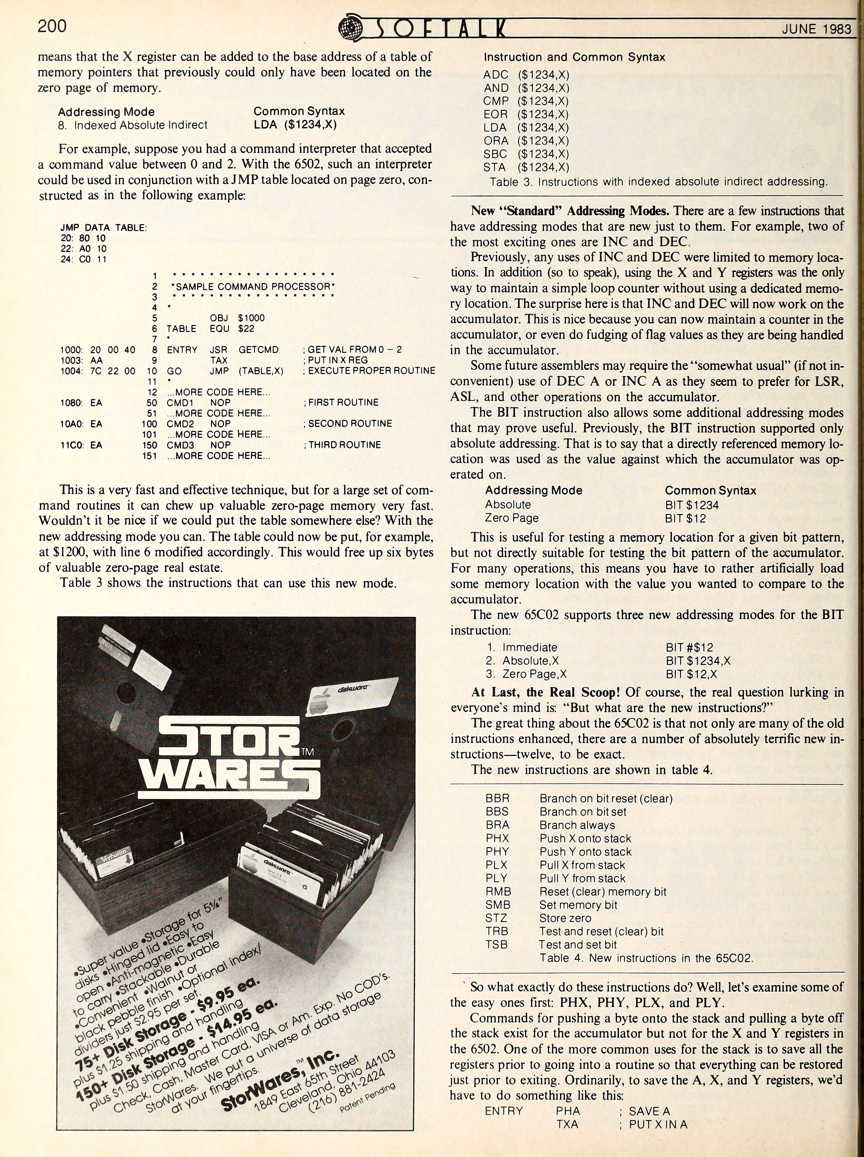 200
SOFTALK
JUNE 1983
means that the X register can be added to the base address of a table of
memory pointers that previously could only have been located on the
zero page of memory.
Addressing Mode Common Syntax
8. Indexed Absolute Indirect LDA ($1234,X)
For example, suppose you had a command interpreter that accepted
a command value between 0 and 2. With the 6502, such an interpreter
could be used in conjunction with a JMP table located on page zero, con-
structed as in the following example:
JMP DATA TABLE:
20: 80 10
22: A0 10
24: C0 11
1 * * * * * * * * * * * * * * * * *
2 *SAMPLE COMMAND PROCESSOR*
3 * * * * * * * * * * * * * * * * *
4 *
5 OBJ $1000
6 TABLE EQU $22
7 *
1000: 20 00 40 8 ENTRY JSR GETCMD ; GET VAL FROM 0 – 2
1003: AA 9 TAX ; PUT IN X REG
1004: 7C 22 00 10 GO JMP (TABLE,X) ; EXECUTE PROPER ROUTINE
11 *
12 ...MORE CODE HERE...
1080: EA 50 CMD1 NOP ; FIRST ROUTINE
51 ...MORE CODE HERE...
10A0: EA 100 CMD2 NOP ; SECOND ROUTINE
101 ...MORE CODE HERE...
11C0: EA 150 CMD3 NOP ; THIRD ROUTINE
151 ...MORE CODE HERE...
This is a very fast and effective technique, but for a large set of com-
mand routines it can chew up valuable zero-page memory very fast.
Wouldn't it be nice if we could put the table somewhere else? With the
new addressing mode you can. The table could now be put, for example,
at $1200, with line 6 modified accordingly. This would free up six bytes
of valuable zero-page real estate.
Table 3 shows the instructions that can use this new mode.
diskware
STOR
WARES TM
diskware
•Super value •Storage for 5¼"
disks •Hinged lid •Easy to
open •Anti-magnetic •Easy
to carry •Stackable •Durable
•Convenient •Walnut or
black pebble finish •Optional index/
dividers just $2.95 per set.
75+ Disk Storage - $9.95 ea.
plus $1.25 shipping and handling
150+ Disk Storage - $14.95 ea.
plus $1.50 shipping and handling
Check, Cash, Master Card, VISA or Am. Exp. No COD's.
StorWares. We put a universe of data storage
at your fingertips.
StorWares,™ Inc.
1849 East 65th Street
Cleveland, Ohio 44103
(216) 881-2424
Patent Pending
Instruction and Common Syntax
ADC ($1234,X)
AND ($1234,X)
CMP ($1234,X)
EOR ($1234,X)
LDA ($1234,X)
ORA ($1234,X)
SBC ($1234,X)
STA ($1234,X)
Table 3. Instructions with indexed absolute indirect addressing.
New "Standard" Addressing Modes. There are a few instructions that
have addressing modes that are new just to them. For example, two of
the most exciting ones are INC and DEC.
Previously, any uses of INC and DEC were limited to memory loca-
tions. In addition (so to speak), using the X and Y registers was the only
way to maintain a simple loop counter without using a dedicated memo-
ry location. The surprise here is that INC and DEC will now work on the
accumulator. This is nice because you can now maintain a counter in the
accumulator, or even do fudging of flag values as they are being handled
in the accumulator.
Some future assemblers may require the "somewhat usual" (if not in-
convenient) use of DEC A or INC A as they seem to prefer for LSR,
ASL, and other operations on the accumulator.
The BIT instruction also allows some additional addressing modes
that may prove useful. Previously, the BIT instruction supported only
absolute addressing. That is to say that a directly referenced memory lo-
cation was used as the value against which the accumulator was op-
erated on.
Addressing Mode Common Syntax
Absolute BIT $1234
Zero Page BIT $12
This is useful for testing a memory location for a given bit pattern,
but not directly suitable for testing the bit pattern of the accumulator.
For many operations, this means you have to rather artificially load
some memory location with the value you wanted to compare to the
accumulator.
The new 65C02 supports three new addressing modes for the BIT
instruction:
1. Immediate BIT #$12
2. Absolute,X BIT $1234,X
3. Zero Page,X BIT $12,X
At Last, the Real Scoop! Of course, the real question lurking in
everyone's mind is: "But what are the new instructions?"
The great thing about the 65C02 is that not only are many of the old
instructions enhanced, there are a number of absolutely terrific new in-
structions—twelve, to be exact.
The new instructions are shown in table 4.
BBR Branch on bit reset (clear)
BBS Branch on bit set
BRA Branch always
PHX Push X onto stack
PHY Push Y onto stack
PLX Pull X from stack
PLY Pull Y from stack
RMB Reset (clear) memory bit
SMB Set memory bit
STZ Store zero
TRB Test and reset (clear) bit
TSB Test and set bit
Table 4. New instructions in the 65C02.
So what exactly do these instructions do? Well, let's examine some of
the easy ones first: PHX, PHY, PLX, and PLY.
Commands for pushing a byte onto the stack and pulling a byte off
the stack exist for the accumulator but not for the X and Y registers in
the 6502. One of the more common uses for the stack is to save all the
registers prior to going into a routine so that everything can be restored
just prior to exiting. Ordinarily, to save the A, X, and Y registers, we'd
have to do something like this:
ENTRY PHA ; SAVE A
TXA ; PUT X IN A